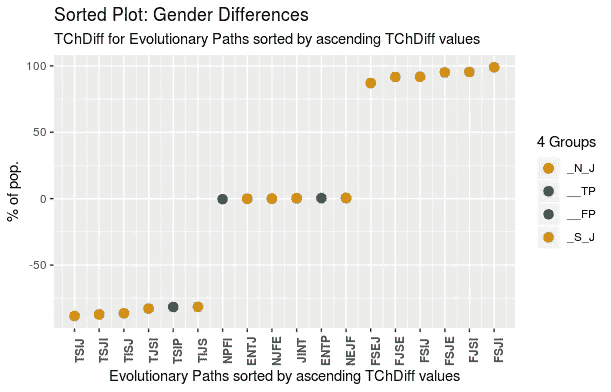 Sorted Plot: Gender Differences
TChDiff for Evolutionary Paths sorted by ascending TChDiff values
100
50
0
-50
% of pop.
TSIJ
TSJI
TISJ
TJSI
TSIP
TIJS
NPFI
ENTJ
NJFE
JINT
ENTP
NEJF
FSEJ
FJSE
FSIJ
FSJE
FJSI
FSJI
Evolutionary Paths sorted by ascending TChDiff values
4 Groups
_N_J
__TP
__FP
_S_J